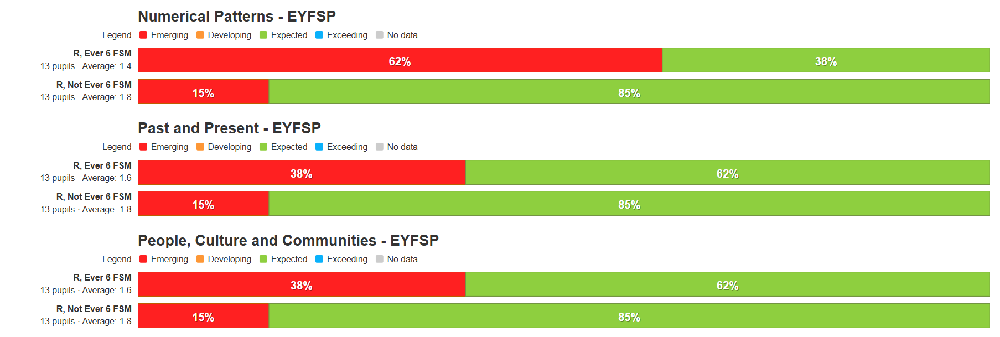 Numerical Patterns - EYFSP
Legend Emerging Developing Expected Exceeding No data
R, Ever 6 FSM
13 pupils · Average: 1.4
62% 38%
R, Not Ever 6 FSM
13 pupils · Average: 1.8
15% 85%
Past and Present - EYFSP
Legend Emerging Developing Expected Exceeding No data
R, Ever 6 FSM
13 pupils · Average: 1.6
38% 62%
R, Not Ever 6 FSM
13 pupils · Average: 1.8
15% 85%
People, Culture and Communities - EYFSP
Legend Emerging Developing Expected Exceeding No data
R, Ever 6 FSM
13 pupils · Average: 1.6
38% 62%
R, Not Ever 6 FSM
13 pupils · Average: 1.8
15% 85%